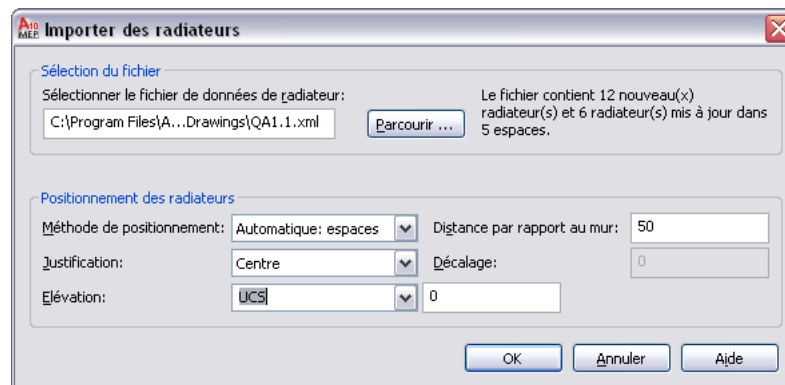 A10
MEP
Importer des radiateurs
Sélection du fichier
Sélectionner le fichier de données de radiateur:
C:\Program Files\A...Drawings\QA1.1.xml
Parcourir ...
Le fichier contient 12 nouveau(x)
radiateur(s) et 6 radiateur(s) mis à jour dans
5 espaces.
Positionnement des radiateurs
Méthode de positionnement:
Automatique: espaces
Distance par rapport au mur:
50
Justification:
Centre
Décalage:
0
Elévation:
UCS
0
OK
Annuler
Aide